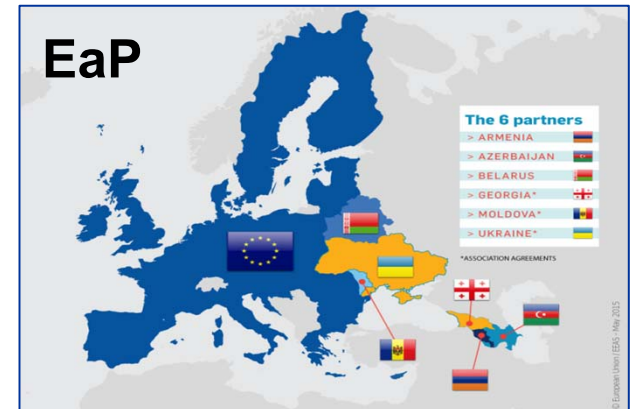 EaP
The 6 partners
> ARMENIA
> AZERBAIJAN
> BELARUS
> GEORGIA*
> MOLDOVA*
> UKRAINE*
*ASSOCIATION AGREEMENTS
© European Union / EEAS - May 2015